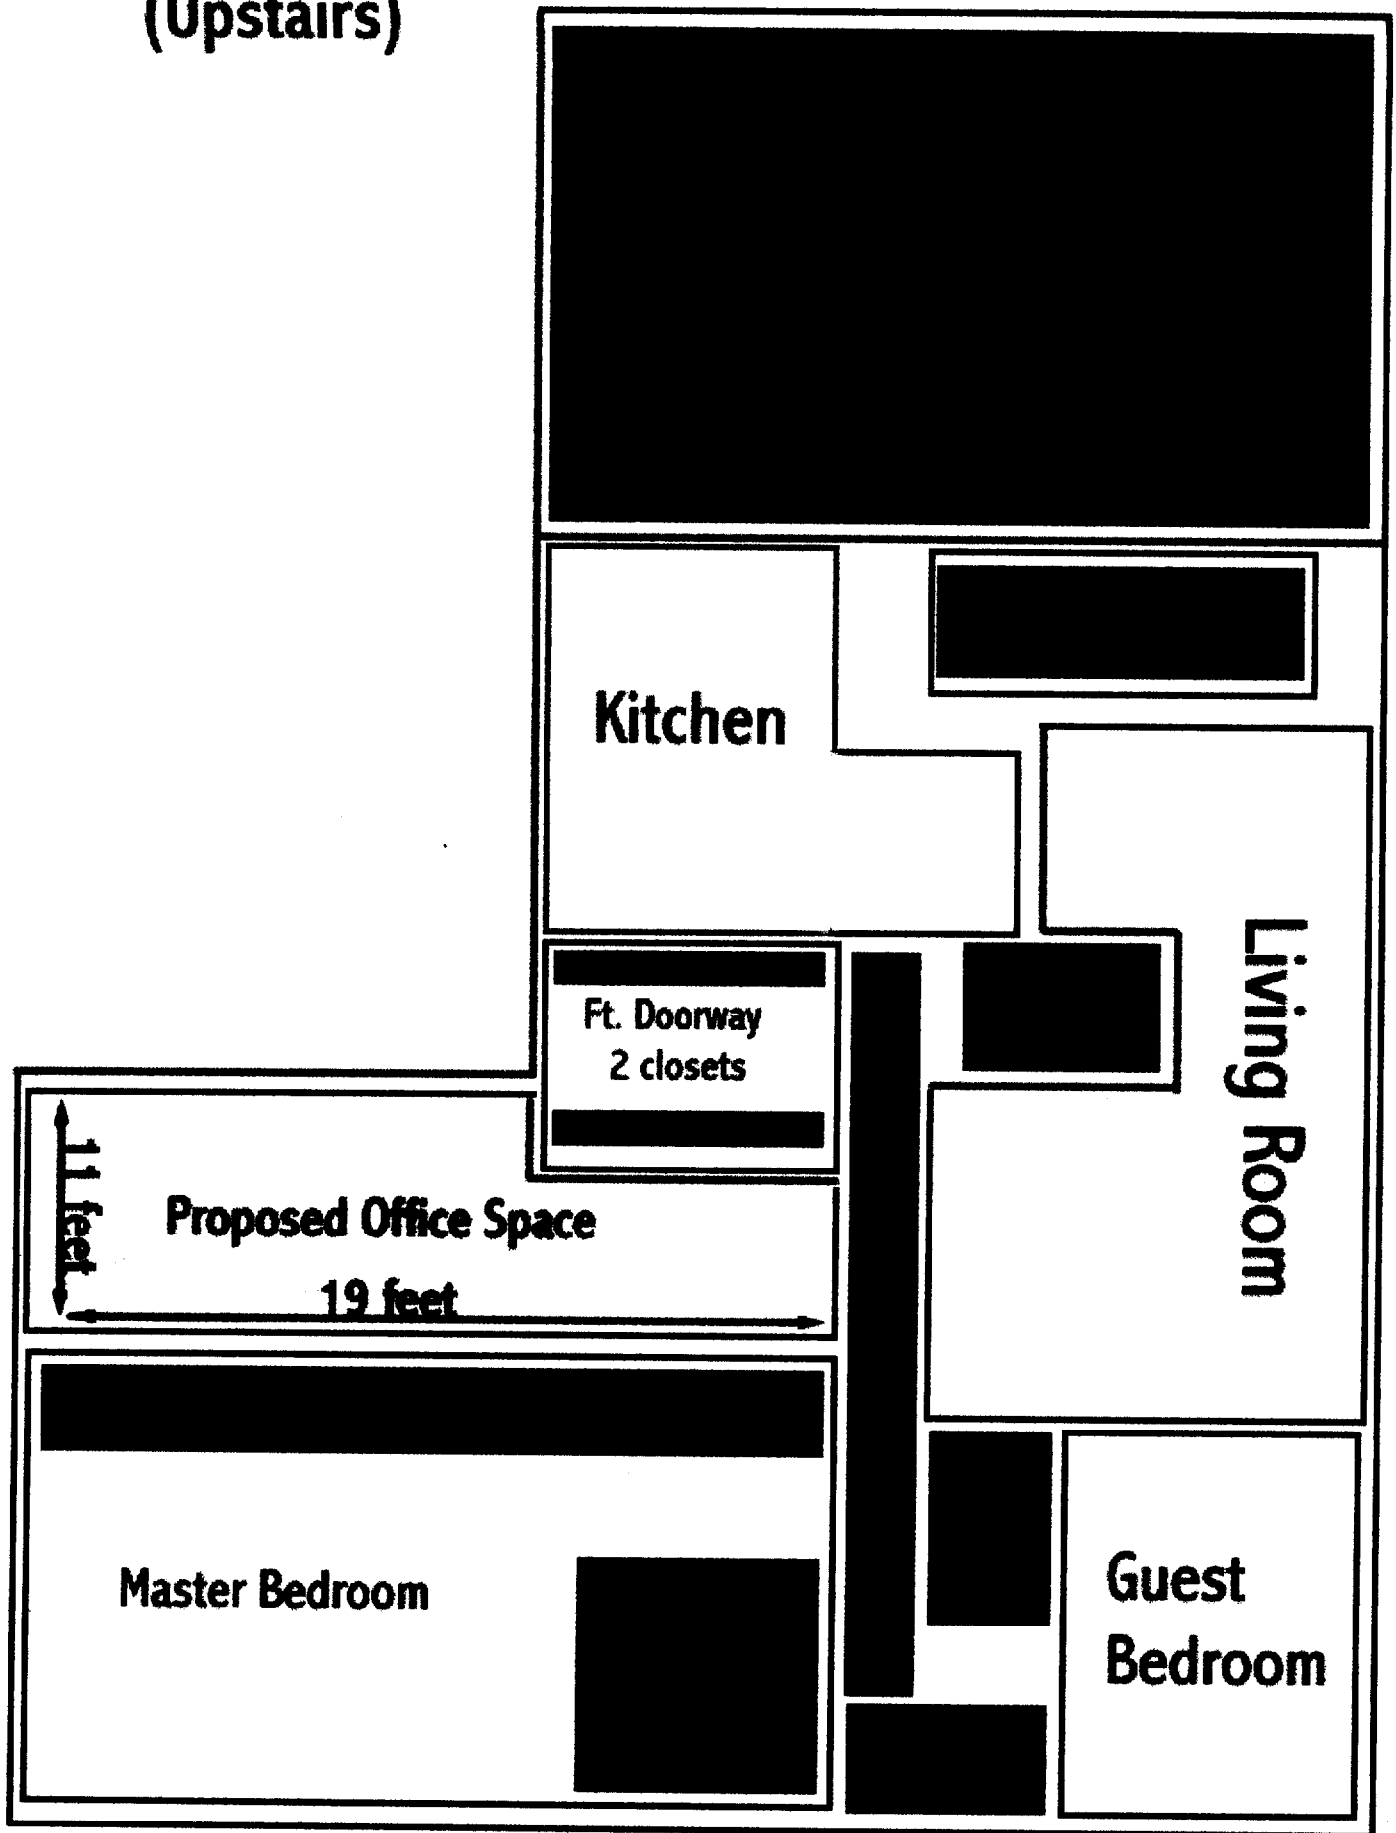 (Upstairs)
Kitchen
Living Room
Ft. Doorway
2 closets
11 feet
Proposed Office Space
19 feet
Master Bedroom
Guest
Bedroom